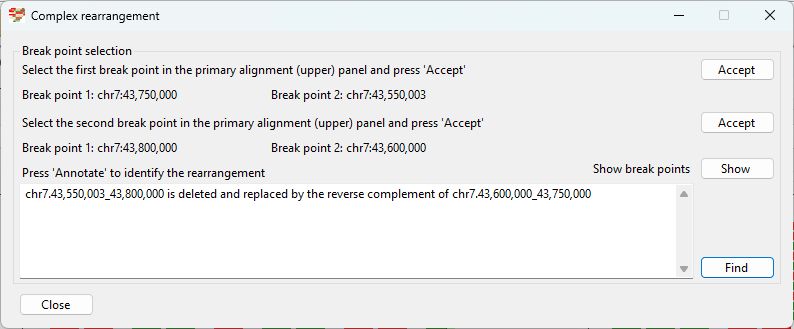 Complex rearrangement
Break point selection
Select the first break point in the primary alignment (upper) panel and press 'Accept'
Accept
Break point 1: chr7:43,750,000 Break point 2: chr7:43,550,003
Select the second break point in the primary alignment (upper) panel and press 'Accept'
Accept
Break point 1: chr7:43,800,000 Break point 2: chr7:43,600,000
Press 'Annotate' to identify the rearrangement
Show break points
Show
chr7.43,550,003_43,800,000 is deleted and replaced by the reverse complement of chr7.43,600,000_43,750,000
Find
Close